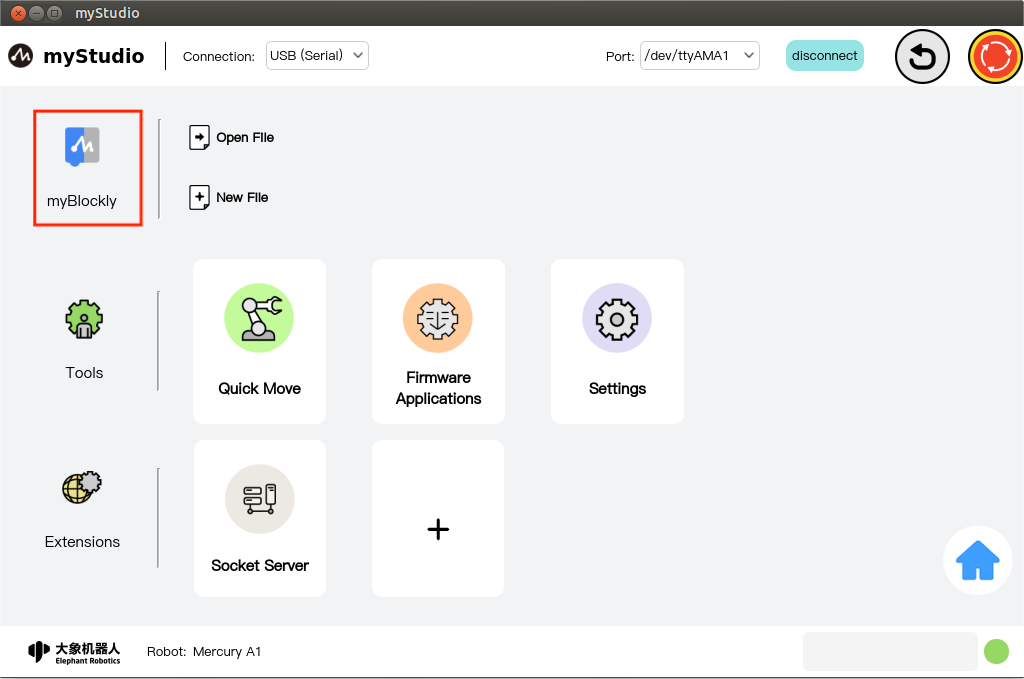 myStudio
myStudio
Connection:
USB (Serial)
Port:
/dev/ttyAMA1
disconnect
myBlockly
Open File
New File
Tools
Quick Move
Firmware
Applications
Settings
Extensions
Socket Server
大象机器人
Elephant Robotics
Robot: Mercury A1